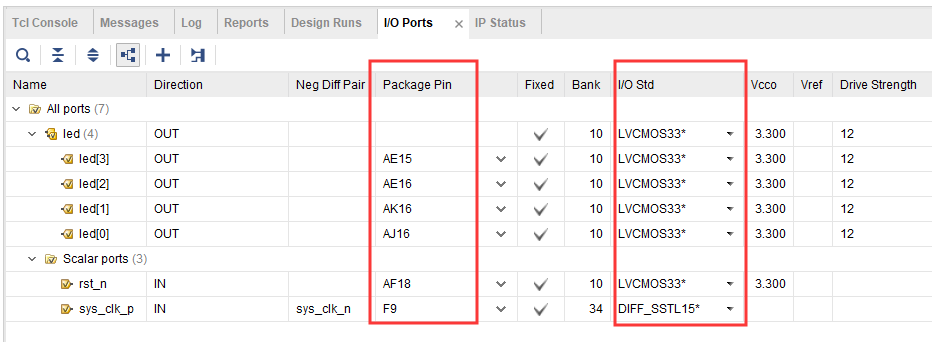 Tcl Console Messages Log Reports Design Runs I/O Ports × IP Status
Name Direction Neg Diff Pair Package Pin Fixed Bank I/O Std Vcco Vref Drive Strength
All ports (7)
led (4) OUT 10 LVCMOS33* 3.300 12
led[3] OUT AE15 10 LVCMOS33* 3.300 12
led[2] OUT AE16 10 LVCMOS33* 3.300 12
led[1] OUT AK16 10 LVCMOS33* 3.300 12
led[0] OUT AJ16 10 LVCMOS33* 3.300 12
Scalar ports (3)
rst_n IN AF18 10 LVCMOS33* 3.300
sys_clk_p IN sys_clk_n F9 34 DIFF_SSTL15*